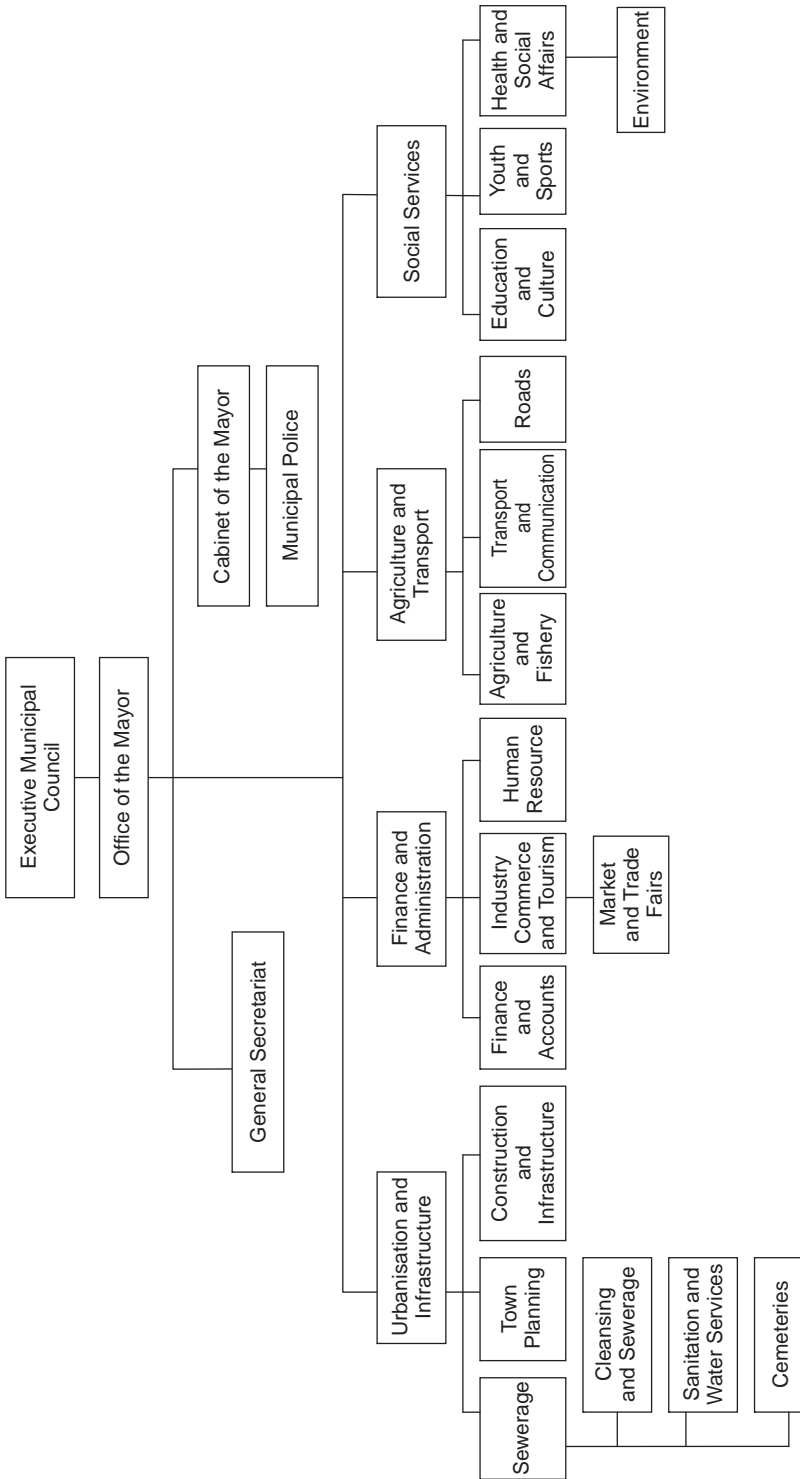 Executive Municipal
Council
Office of the Mayor
General Secretariat
Cabinet of the Mayor
Municipal Police
Urbanisation and
Infrastructure
Finance and
Administration
Agriculture and
Transport
Social Services
Sewerage
Town
Planning
Construction
and
Infrastructure
Finance
and
Accounts
Industry
Commerce
and Tourism
Human
Resource
Agriculture
and
Fishery
Transport
and
Communication
Roads
Education
and
Culture
Youth
and
Sports
Health and
Social
Affairs
Cleansing
and Sewerage
Sanitation and
Water Services
Cemeteries
Market
and Trade
Fairs
Environment